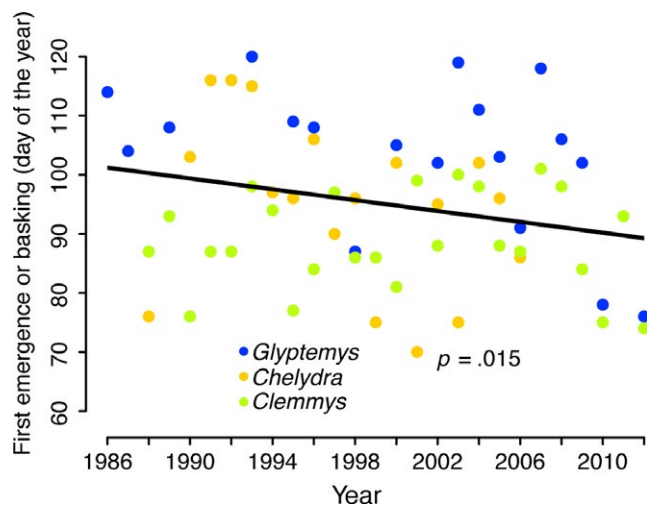 First emergence or basking (day of the year)
120
110
100
90
80
70
60
Glyptemys
Chelydra
Clemmys
p = .015
1986
1990
1994
1998
2002
2006
2010
Year